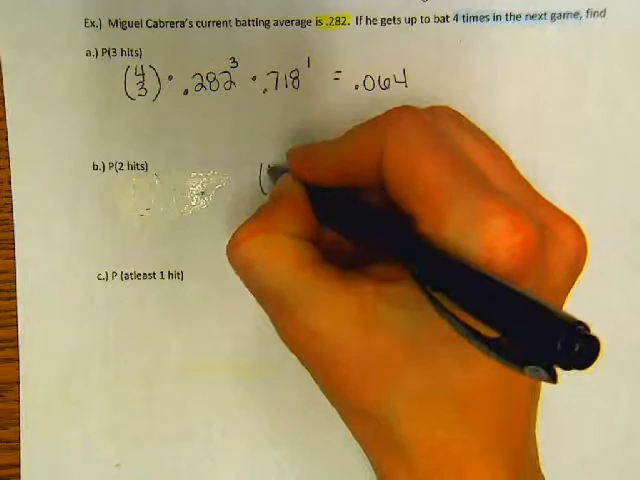 Ex.) Miguel Cabrera's current batting average is .282. If he gets up to bat 4 times in the next game, find
a.) P(3 hits)
(4 3) · .282³ · .718¹ = .064
b.) P(2 hits)
(
c.) P (atleast 1 hit)